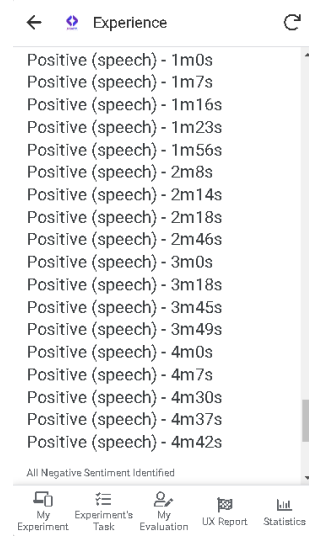 Experience
Positive (speech) - 1m0s
Positive (speech) - 1m7s
Positive (speech) - 1m16s
Positive (speech) - 1m23s
Positive (speech) - 1m56s
Positive (speech) - 2m8s
Positive (speech) - 2m14s
Positive (speech) - 2m18s
Positive (speech) - 2m46s
Positive (speech) - 3m0s
Positive (speech) - 3m18s
Positive (speech) - 3m45s
Positive (speech) - 3m49s
Positive (speech) - 4m0s
Positive (speech) - 4m7s
Positive (speech) - 4m30s
Positive (speech) - 4m37s
Positive (speech) - 4m42s
All Negative Sentiment Identified
My Experiment
Experiment's Task
My Evaluation
UX Report
Statistics